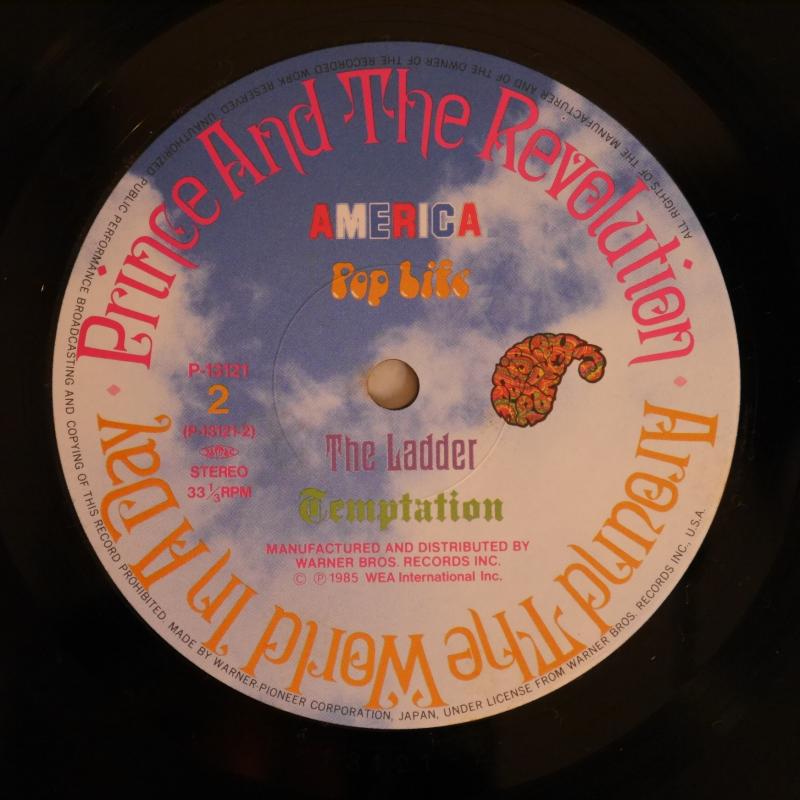 Prince And The Revolution
AMERICA
Pop Life
P-13121
2
(P-13121-2)
STEREO
33 1/3 RPM
The Ladder
Temptation
MANUFACTURED AND DISTRIBUTED BY
WARNER BROS. RECORDS INC.
© ℗ 1985 WEA International Inc.
Around The World In A Day
ALL RIGHTS OF THE MANUFACTURER AND OF THE OWNER OF THE RECORDED WORK RESERVED. UNAUTHORIZED PUBLIC PERFORMANCE BROADCASTING AND COPYING OF THIS RECORD PROHIBITED. MADE BY WARNER-PIONEER CORPORATION, JAPAN, UNDER LICENSE FROM WARNER BROS. RECORDS INC., U.S.A.